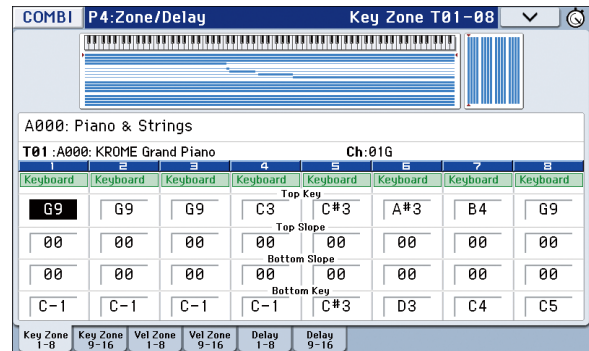 COMBI P4:Zone/Delay Key Zone T01-08
A000: Piano & Strings
T01 :A000: KROME Grand Piano Ch:01G
1 2 3 4 5 6 7 8
Keyboard Keyboard Keyboard Keyboard Keyboard Keyboard Keyboard Keyboard
Top Key
G9 G9 G9 C3 C#3 A#3 B4 G9
Top Slope
00 00 00 00 00 00 00 00
Bottom Slope
00 00 00 00 00 00 00 00
Bottom Key
C-1 C-1 C-1 C-1 C#3 D3 C4 C5
Key Zone 1-8 Key Zone 9-16 Vel Zone 1-8 Vel Zone 9-16 Delay 1-8 Delay 9-16